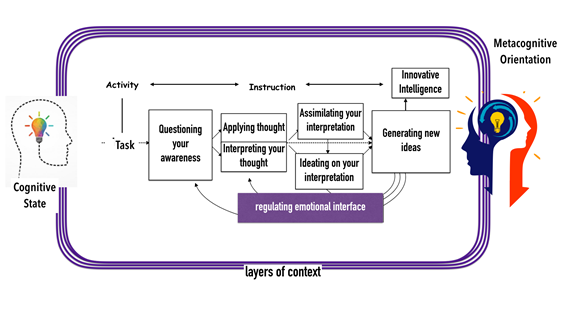 Metacognitive
Orientation
Activity
Instruction
Innovative
Intelligence
Cognitive
State
Task
Questioning
your
awareness
Applying thought
Interpreting your
thought
Assimilating your
interpretation
Ideating on your
interpretation
Generating new
ideas
regulating emotional interface
layers of context